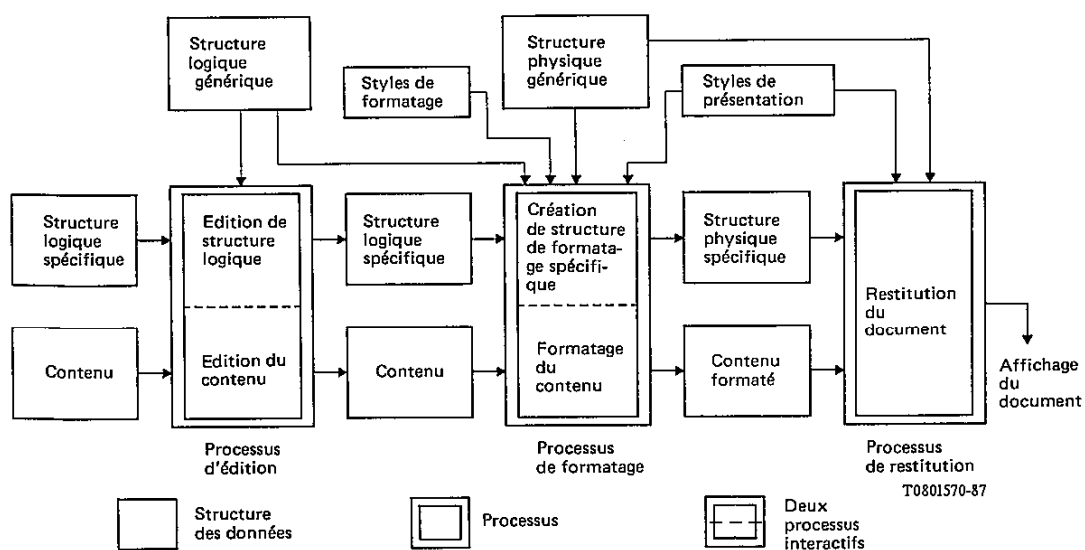 Structure
logique
générique
Styles de
formatage
Structure
physique
générique
Styles de
présentation
Structure
logique
spécifique
Edition de
structure
logique
Structure
logique
spécifique
Création
de structure
de formata-
ge spécifi-
que
Structure
physique
spécifique
Restitution
du
document
Contenu
Edition du
contenu
Contenu
Formatage
du
contenu
Contenu
formaté
Affichage
du
document
Processus
d'édition
Processus
de formatage
Processus
de restitution
T0801570-87
Structure
des données
Processus
Deux
processus
interactifs